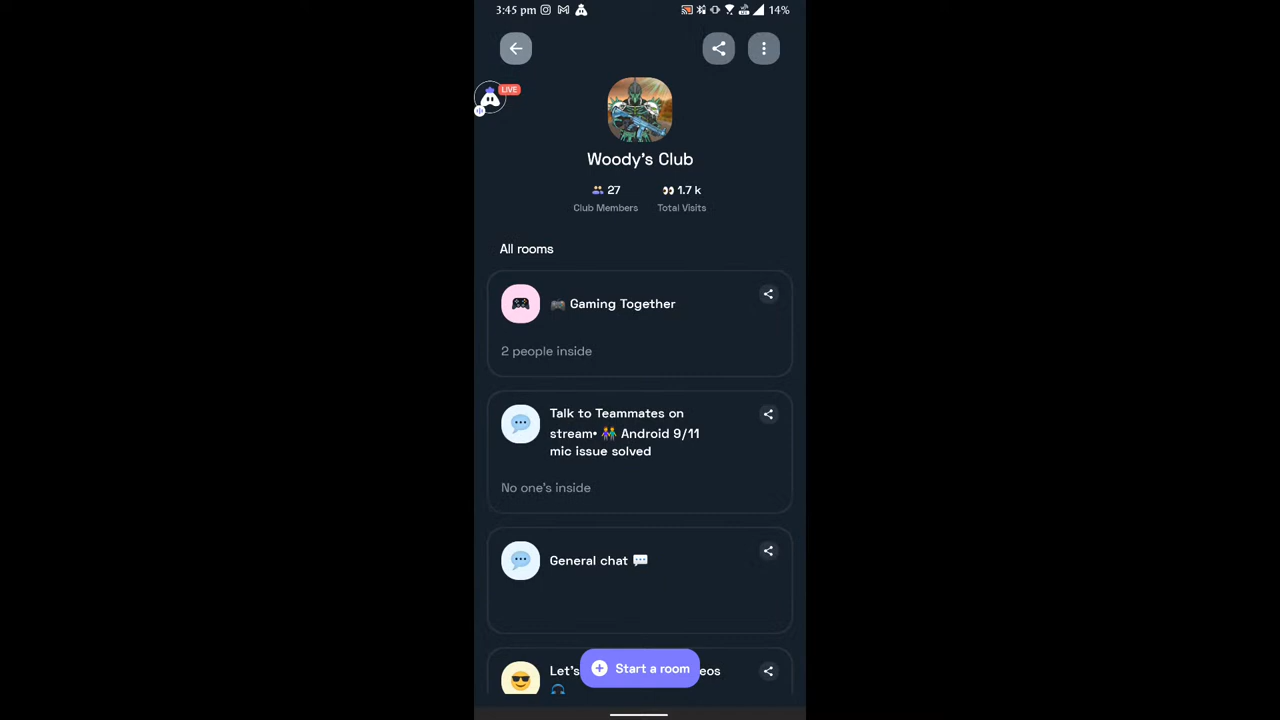 3:45 pm 14%
LIVE
Woody's Club
👥 27 👀 1.7 k
Club Members Total Visits
All rooms
🎮 Gaming Together
2 people inside
Talk to Teammates on
stream• 👫 Android 9/11
mic issue solved
No one's inside
General chat 💬
Let's eos
🎧
Start a room